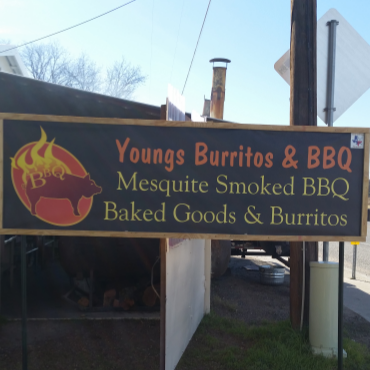 Youngs Burritos & BBQ
BBQ
Mesquite Smoked BBQ
Baked Goods & Burritos